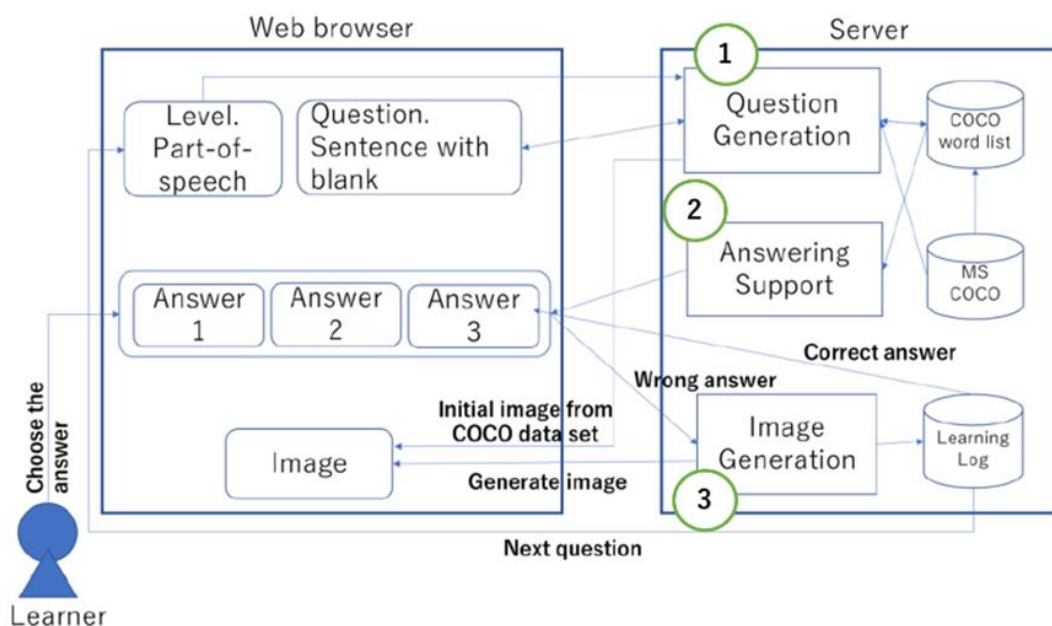 Web browser
Server
1
Level.
Part-of-
speech
Question.
Sentence with
blank
Question
Generation
COCO
word list
2
Answering
Support
MS
COCO
Answer
1
Answer
2
Answer
3
Correct answer
Wrong answer
Choose the
answer
Initial image from
COCO data set
Image
Generate image
Image
Generation
Learning
Log
3
Next question
Learner